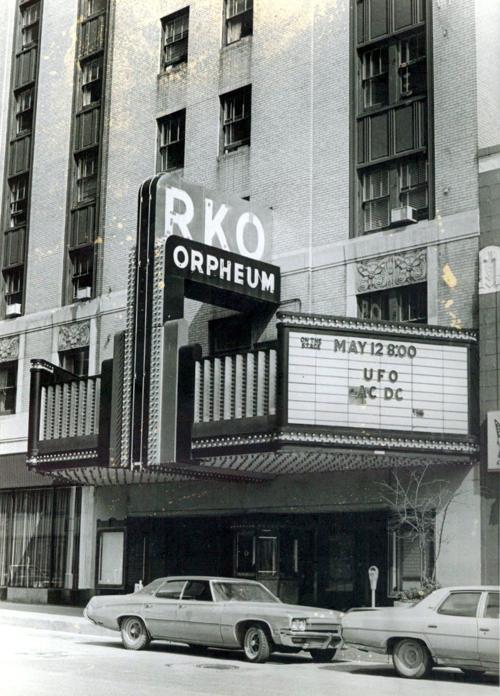 RKO
ORPHEUM
ON THE
STAGE
MAY 12 8:00
UFO
AC DC